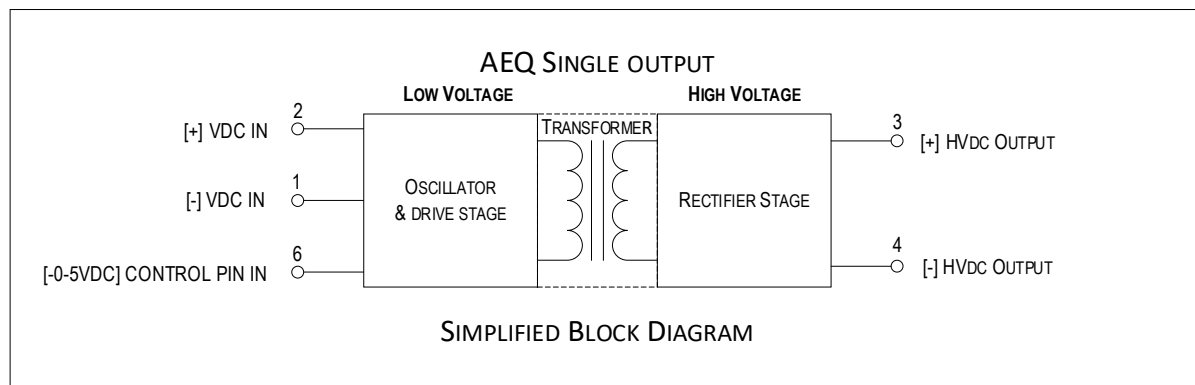 AEQ SINGLE OUTPUT
LOW VOLTAGE
HIGH VOLTAGE
2
[+] VDC IN
1
[-] VDC IN
6
[-0-5VDC] CONTROL PIN IN
OSCILLATOR
& DRIVE STAGE
TRANSFORMER
RECTIFIER STAGE
3
[+] HVDC OUTPUT
4
[-] HVDC OUTPUT
SIMPLIFIED BLOCK DIAGRAM